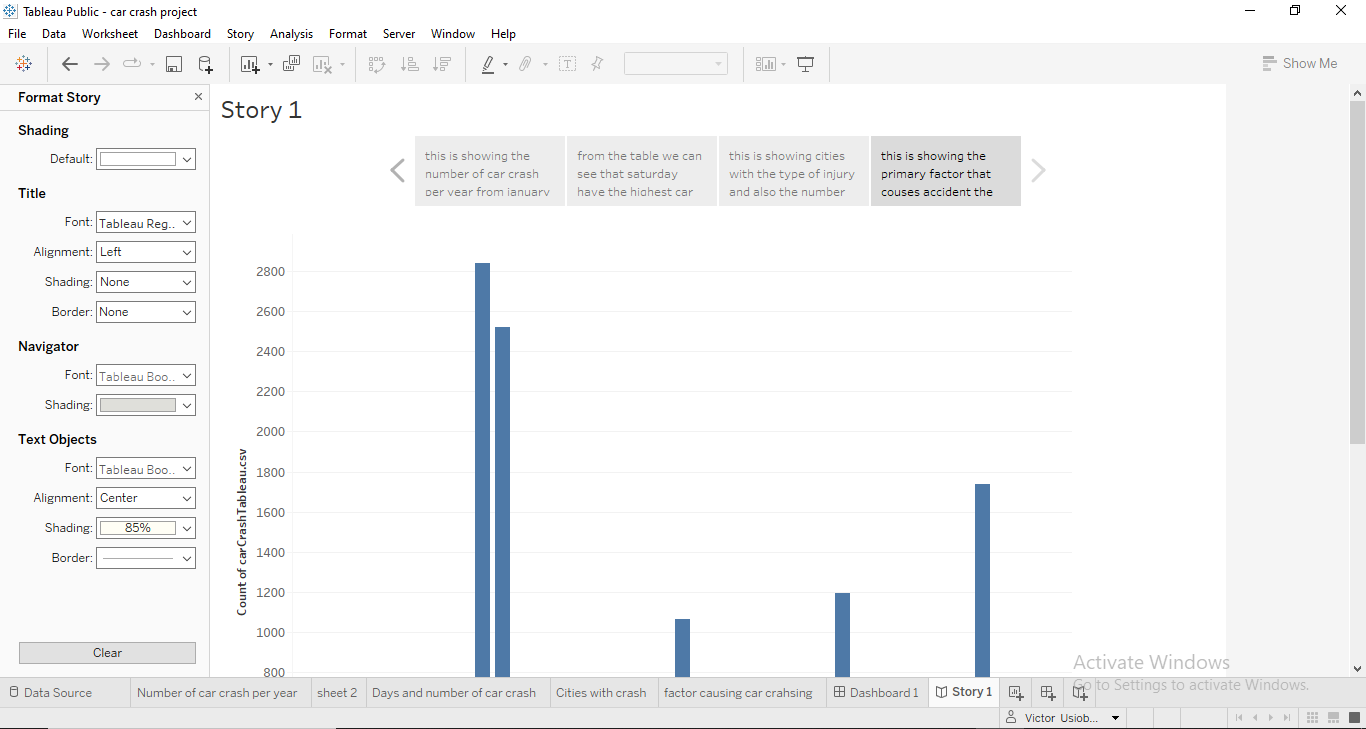 Tableau Public - car crash project
File Data Worksheet Dashboard Story Analysis Format Server Window Help
Show Me
Format Story
Shading
Default:
Title
Font: Tableau Reg..
Alignment: Left
Shading: None
Border: None
Navigator
Font: Tableau Boo..
Shading:
Text Objects
Font: Tableau Boo..
Alignment: Center
Shading: 85%
Border:
Clear
Story 1
this is showing the
number of car crash
per year from january
from the table we can
see that saturday
have the highest car
this is showing cities
with the type of injury
and also the number
this is showing the
primary factor that
couses accident the
Count of carCrashTableau.csv
2800
2600
2400
2200
2000
1800
1600
1400
1200
1000
800
Activate Windows
Go to Settings to activate Windows.
Data Source Number of car crash per year sheet 2 Days and number of car crash Cities with crash factor causing car crahsing Dashboard 1 Story 1
Victor Usiob...